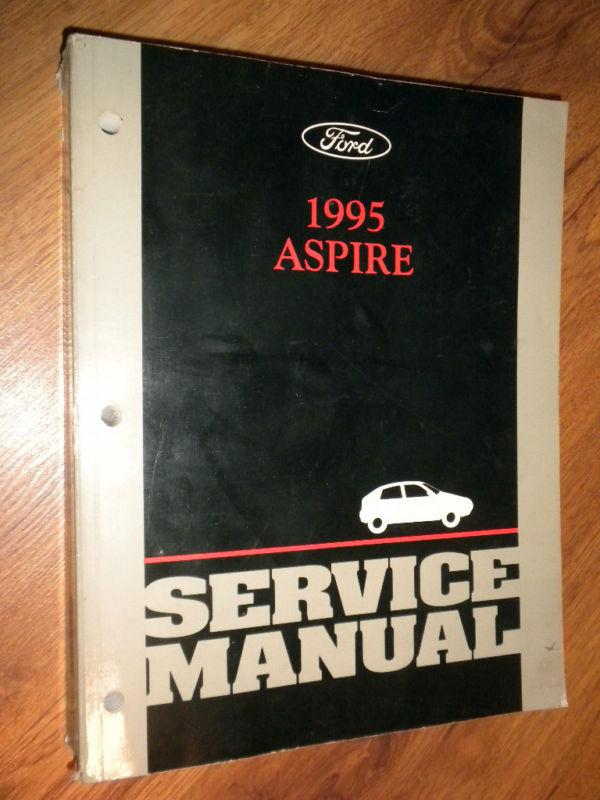 Ford
1995
ASPIRE
SERVICE
MANUAL